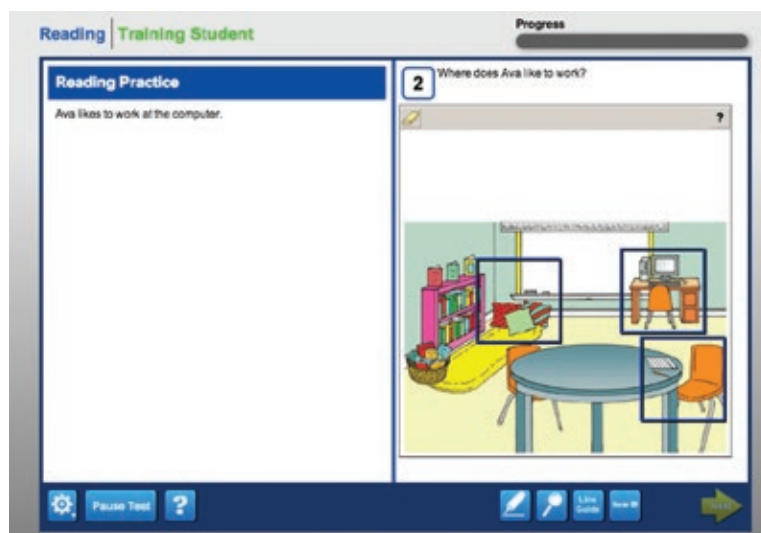 Reading | Training Student
Progress
Reading Practice
Ava likes to work at the computer.
2
Where does Ava like to work?
?
Pause Test
?
Line
Guide
Next